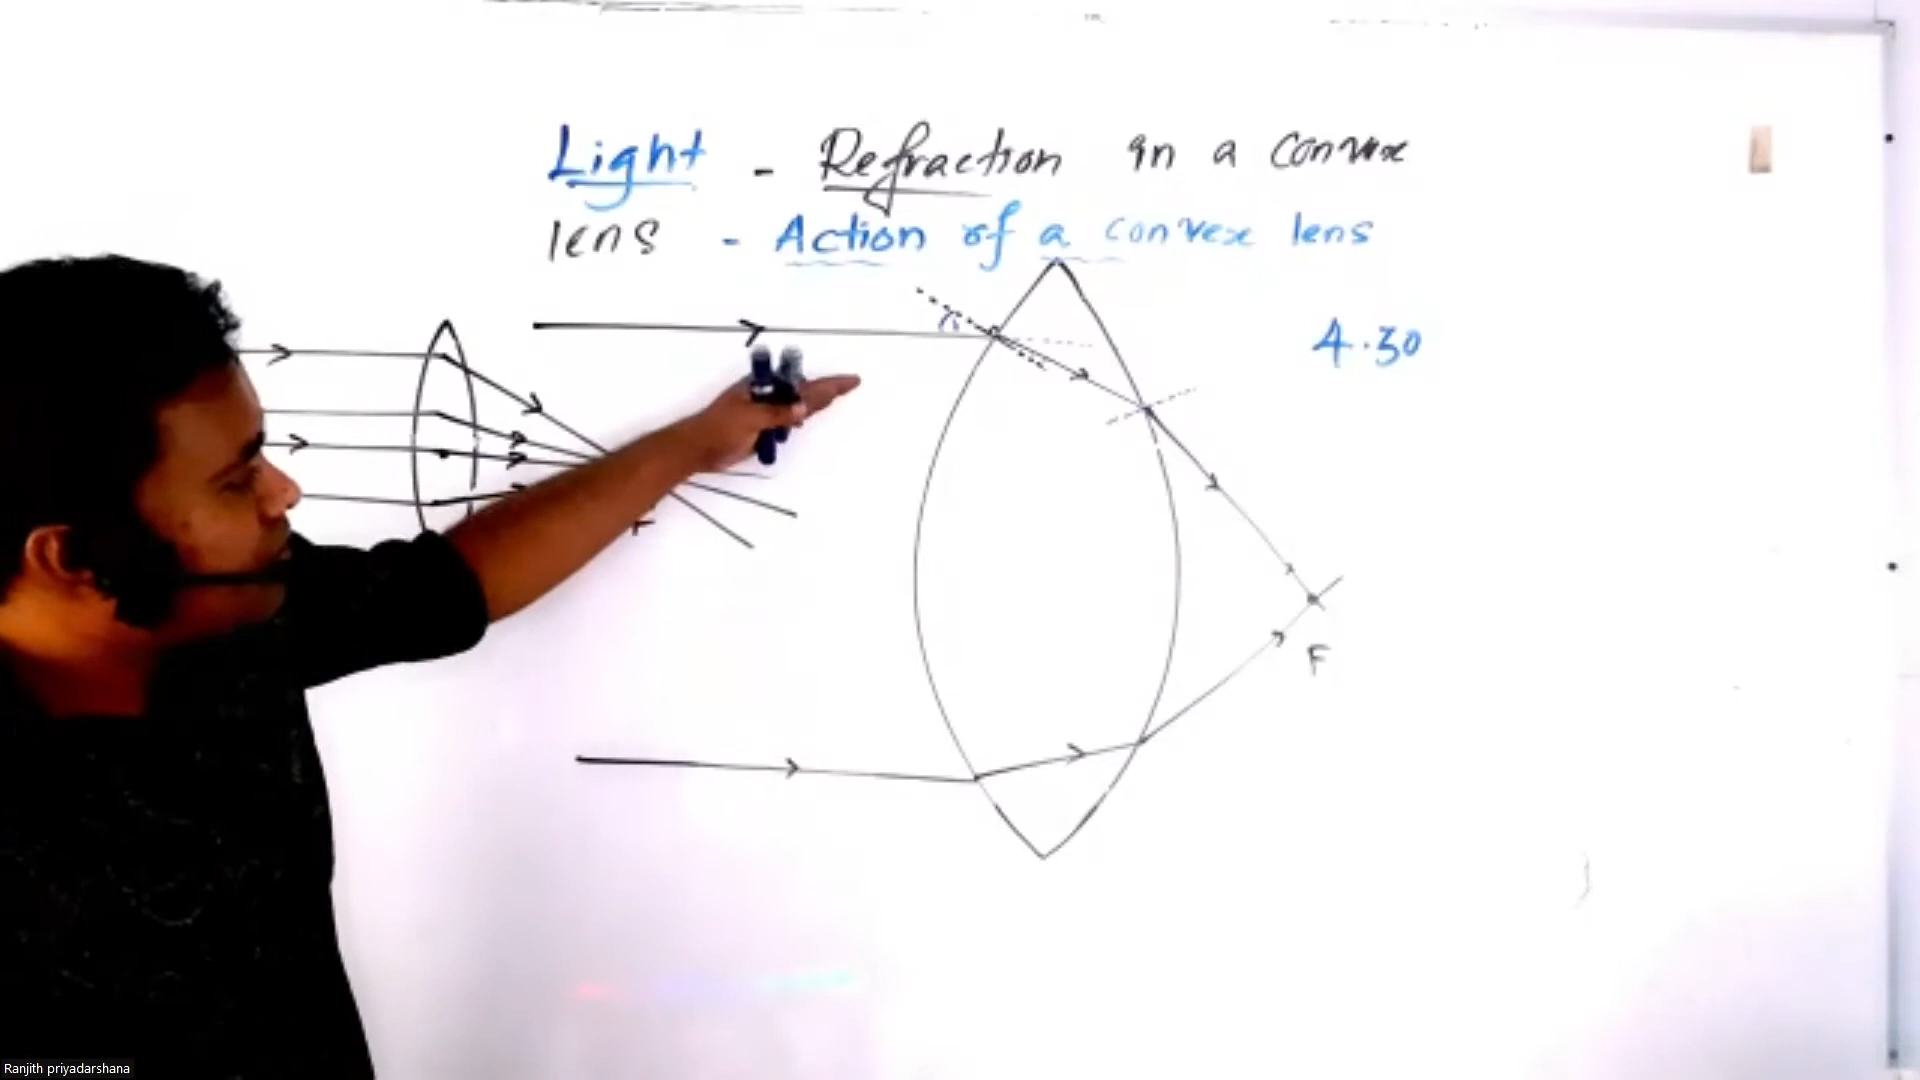 Light - Refraction in a convex
lens - Action of a convex lens
4.30
F
F
i
Ranjith priyadarshana